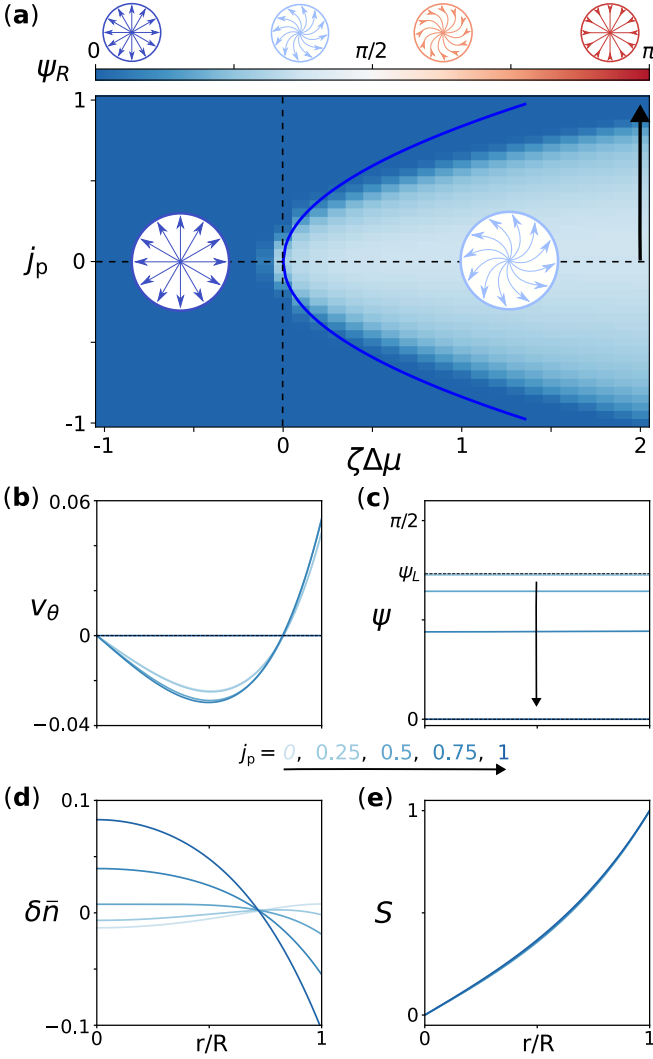 (a)
ψ_R 0 π/2 π
1
j_p 0
-1
-1 0 1 2
ζΔμ
(b) (c)
0.06
v_θ 0
−0.04
π/2
ψ_L
ψ
0
j_p = 0, 0.25, 0.5, 0.75, 1
(d) (e)
0.1
δn̄ 0
−0.1
0 1
r/R
1
S
0
0 1
r/R